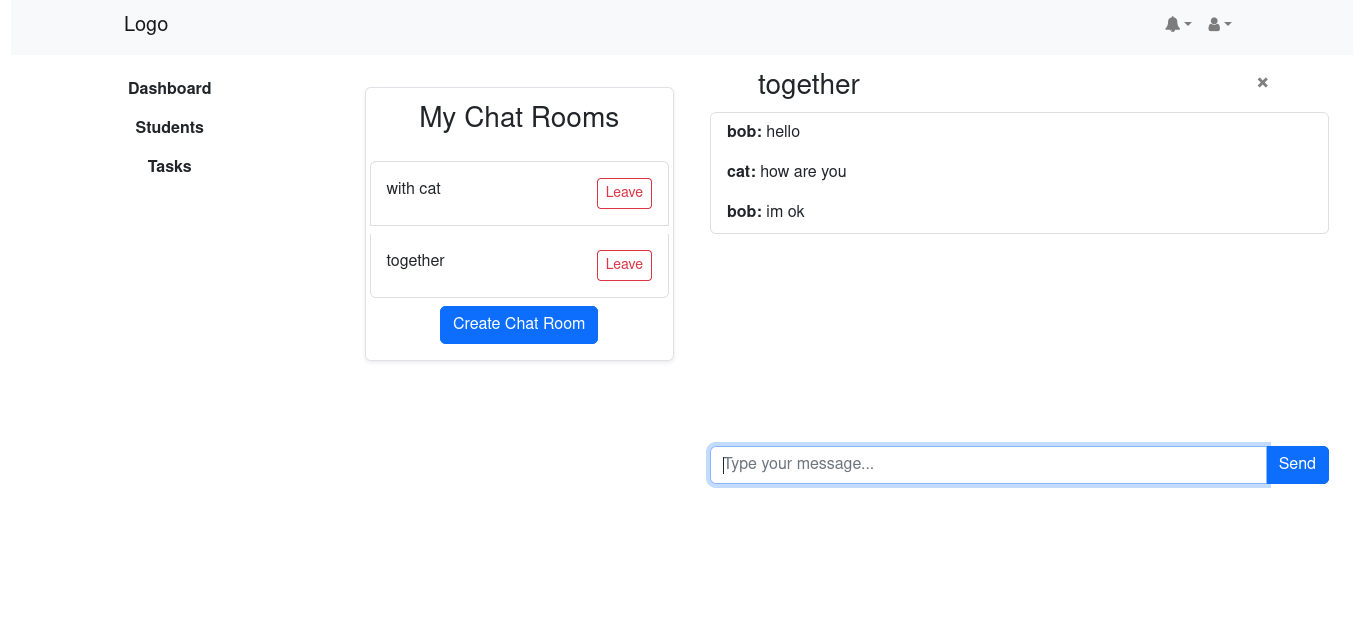 Logo
Dashboard
Students
Tasks
My Chat Rooms
with cat
Leave
together
Leave
Create Chat Room
together
bob: hello
cat: how are you
bob: im ok
Type your message...
Send